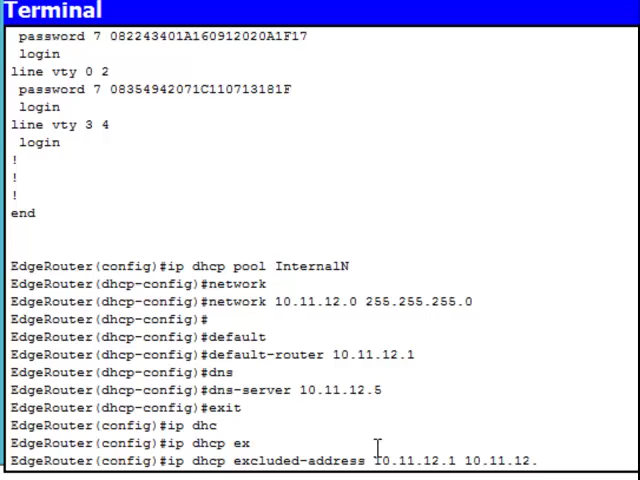 Terminal
password 7 082243401A160912020A1F17
login
line vty 0 2
password 7 08354942071C110713181F
login
line vty 3 4
login
!
!
!
end
EdgeRouter(config)#ip dhcp pool InternalN
EdgeRouter(dhcp-config)#network
EdgeRouter(dhcp-config)#network 10.11.12.0 255.255.255.0
EdgeRouter(dhcp-config)#
EdgeRouter(dhcp-config)#default
EdgeRouter(dhcp-config)#default-router 10.11.12.1
EdgeRouter(dhcp-config)#dns
EdgeRouter(dhcp-config)#dns-server 10.11.12.5
EdgeRouter(dhcp-config)#exit
EdgeRouter(config)#ip dhc
EdgeRouter(config)#ip dhcp ex
EdgeRouter(config)#ip dhcp excluded-address 10.11.12.1 10.11.12.